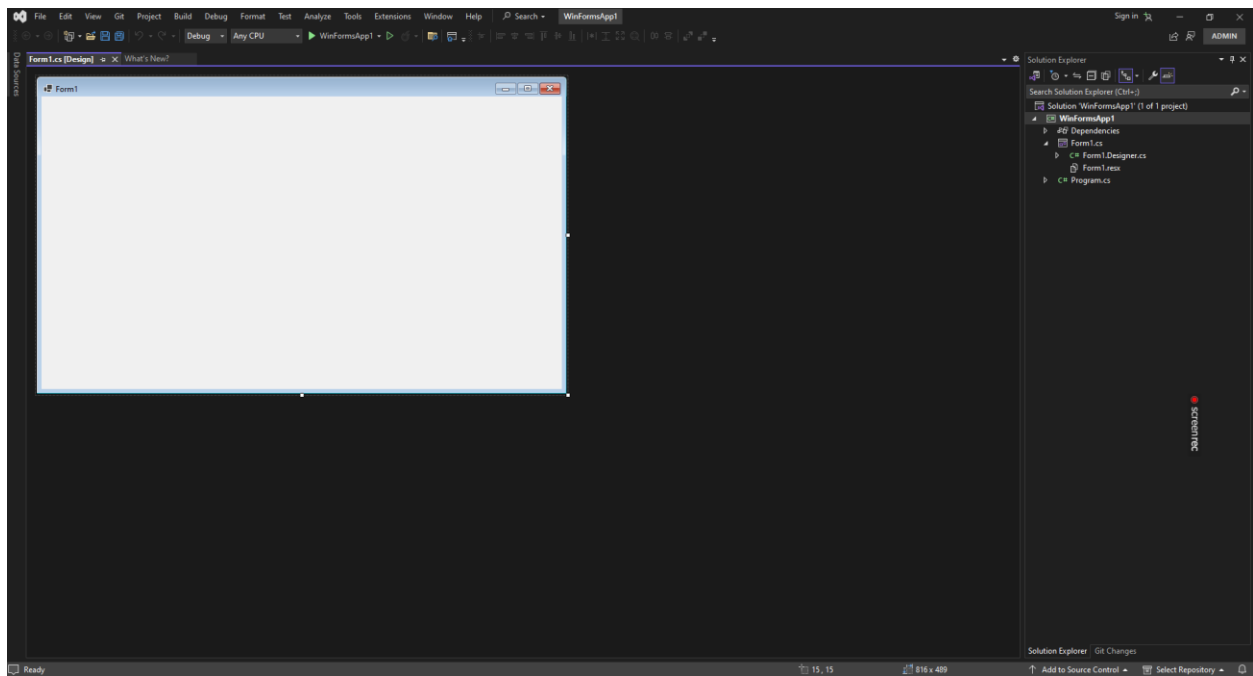 File Edit View Git Project Build Debug Format Test Analyze Tools Extensions Window Help Search WinFormsApp1 Sign in
Debug Any CPU WinFormsApp1 ADMIN
Data Sources
Form1.cs [Design] What's New?
Form1
Solution Explorer
Search Solution Explorer (Ctrl+;)
Solution 'WinFormsApp1' (1 of 1 project)
WinFormsApp1
Dependencies
Form1.cs
C# Form1.Designer.cs
Form1.resx
C# Program.cs
screenrec
Solution Explorer Git Changes
Ready 15, 15 816 x 489 Add to Source Control Select Repository